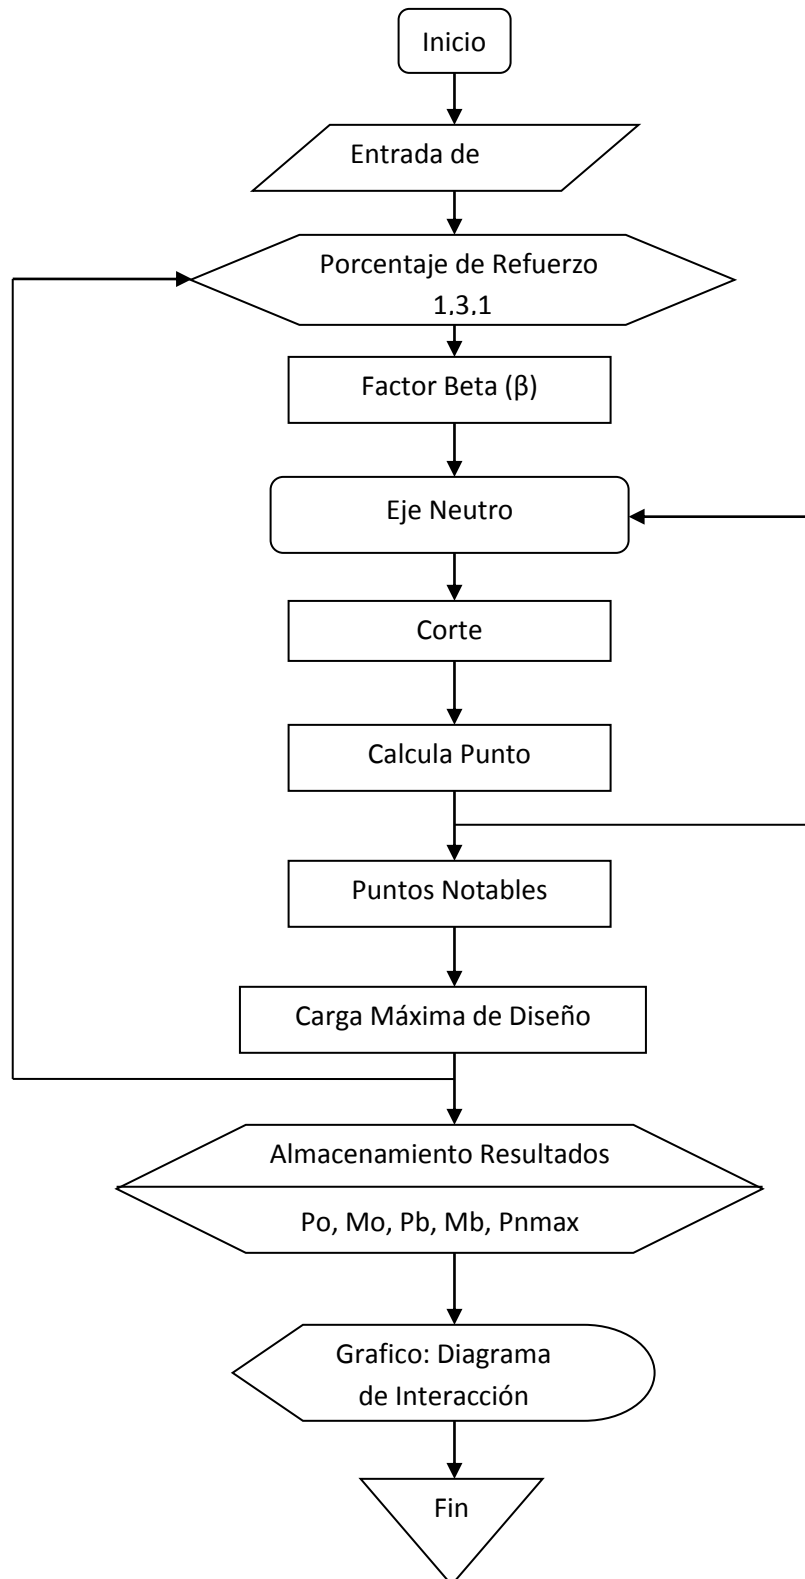 Inicio
Entrada de
Porcentaje de Refuerzo
1,3,1
Factor Beta (β)
Eje Neutro
Corte
Calcula Punto
Puntos Notables
Carga Máxima de Diseño
Almacenamiento Resultados
Po, Mo, Pb, Mb, Pnmax
Grafico: Diagrama
de Interacción
Fin